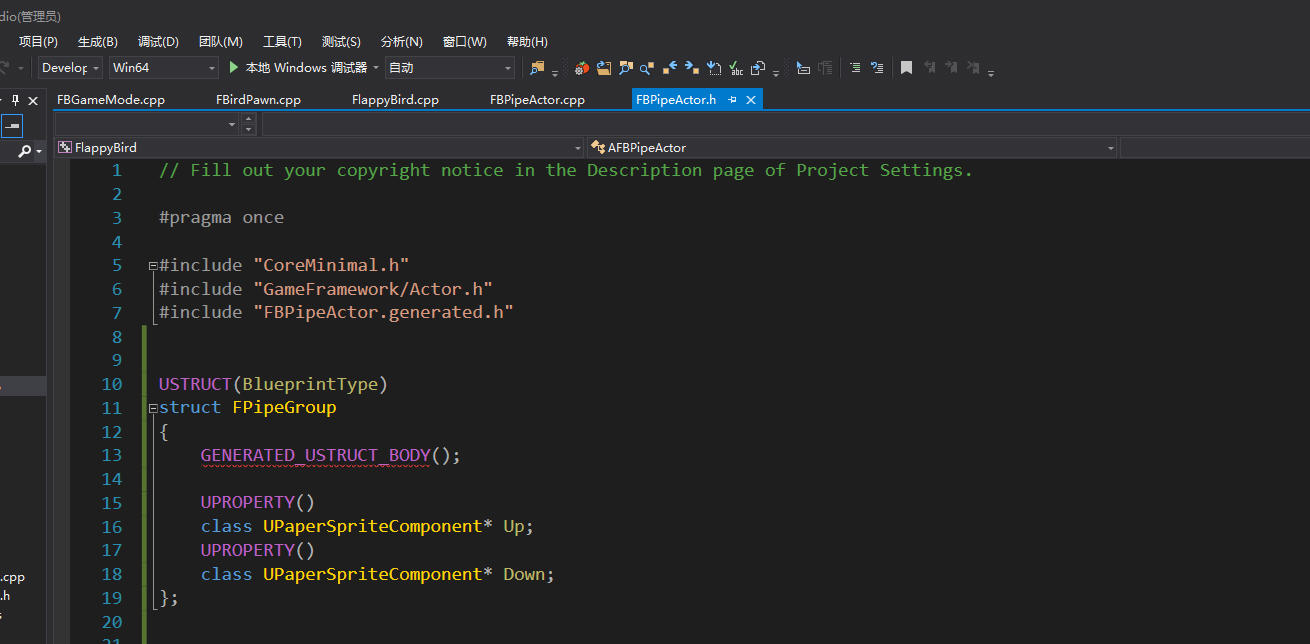 dio(管理员)
项目(P) 生成(B) 调试(D) 团队(M) 工具(T) 测试(S) 分析(N) 窗口(W) 帮助(H)
Develop Win64 本地 Windows 调试器 自动
FBGameMode.cpp FBirdPawn.cpp FlappyBird.cpp FBPipeActor.cpp FBPipeActor.h
FlappyBird AFBPipeActor
1 // Fill out your copyright notice in the Description page of Project Settings.
2
3 #pragma once
4
5 #include "CoreMinimal.h"
6 #include "GameFramework/Actor.h"
7 #include "FBPipeActor.generated.h"
8
9
10 USTRUCT(BlueprintType)
11 struct FPipeGroup
12 {
13 GENERATED_USTRUCT_BODY();
14
15 UPROPERTY()
16 class UPaperSpriteComponent* Up;
17 UPROPERTY()
18 class UPaperSpriteComponent* Down;
19 };
20
21
.cpp
.h